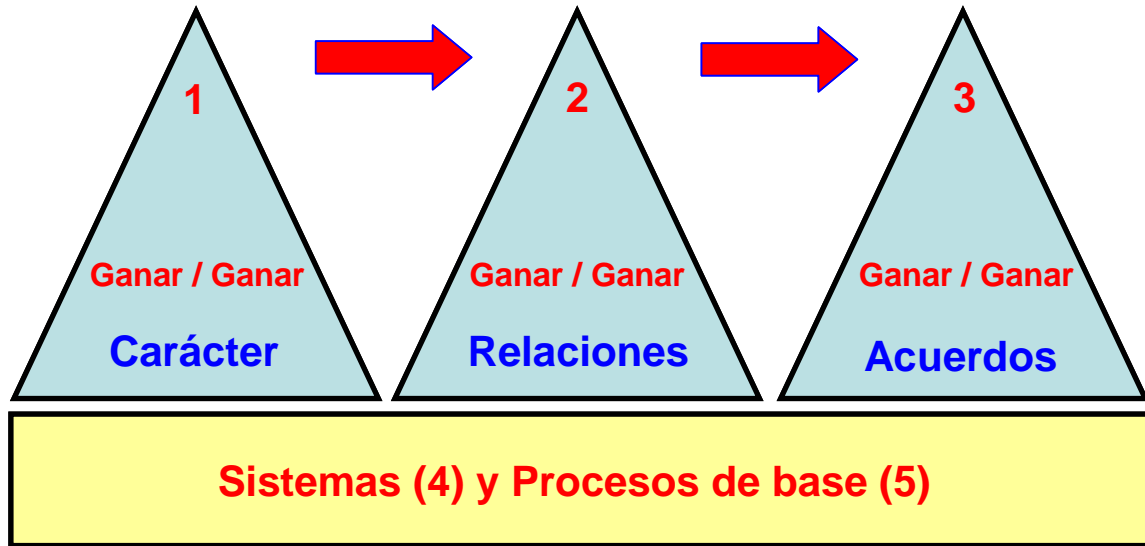 1
2
3
Ganar / Ganar
Ganar / Ganar
Ganar / Ganar
Carácter
Relaciones
Acuerdos
Sistemas (4) y Procesos de base (5)